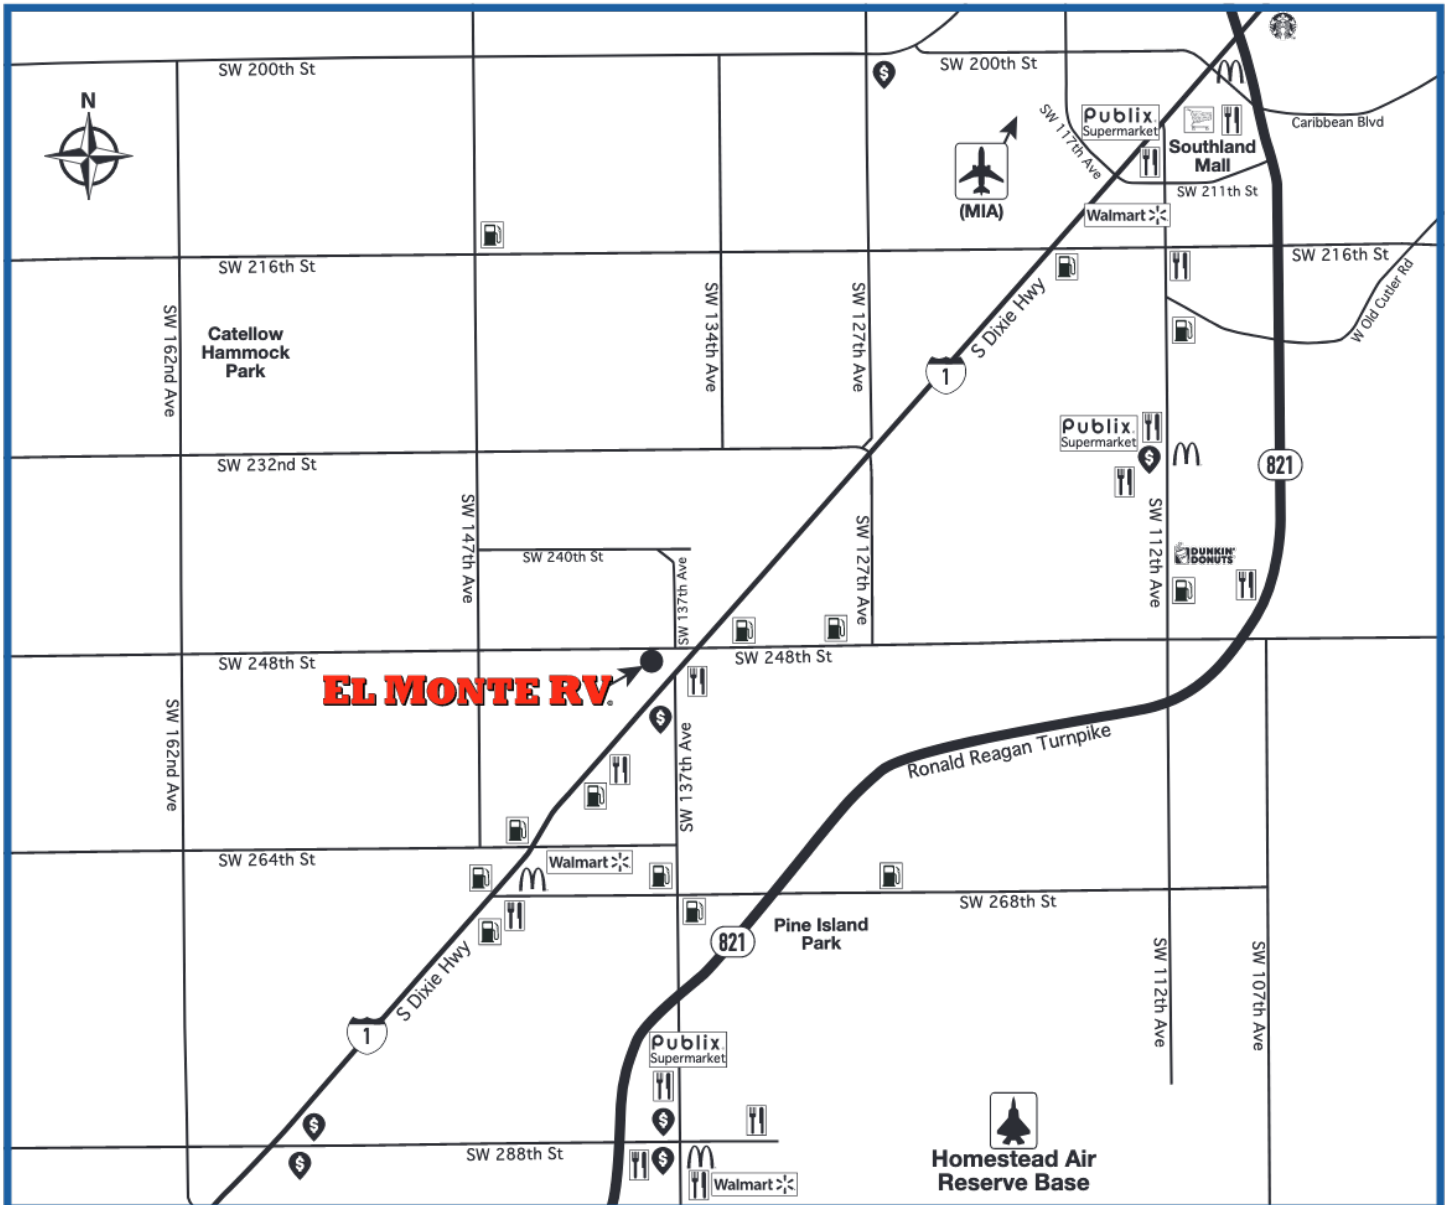 SW 200th St
SW 200th St
N
$
Caribbean Blvd
Publix.
Supermarket
SW 117th Ave
Southland
Mall
(MIA)
SW 211th St
Walmart
SW 216th St
SW 216th St
W Old Cutler Rd
S Dixie Hwy
SW 162nd Ave
Catellow
Hammock
Park
SW 134th Ave
SW 127th Ave
1
Publix.
Supermarket
$
821
SW 232nd St
SW 147th Ave
SW 240th St
SW 137th Ave
SW 127th Ave
SW 112th Ave
DUNKIN'
DONUTS
SW 248th St
SW 248th St
EL MONTE RV
$
SW 162nd Ave
SW 137th Ave
Ronald Reagan Turnpike
SW 264th St
Walmart
SW 268th St
Pine Island
Park
821
S Dixie Hwy
1
SW 112th Ave
SW 107th Ave
Publix.
Supermarket
$
$
$
$
SW 288th St
Walmart
Homestead Air
Reserve Base